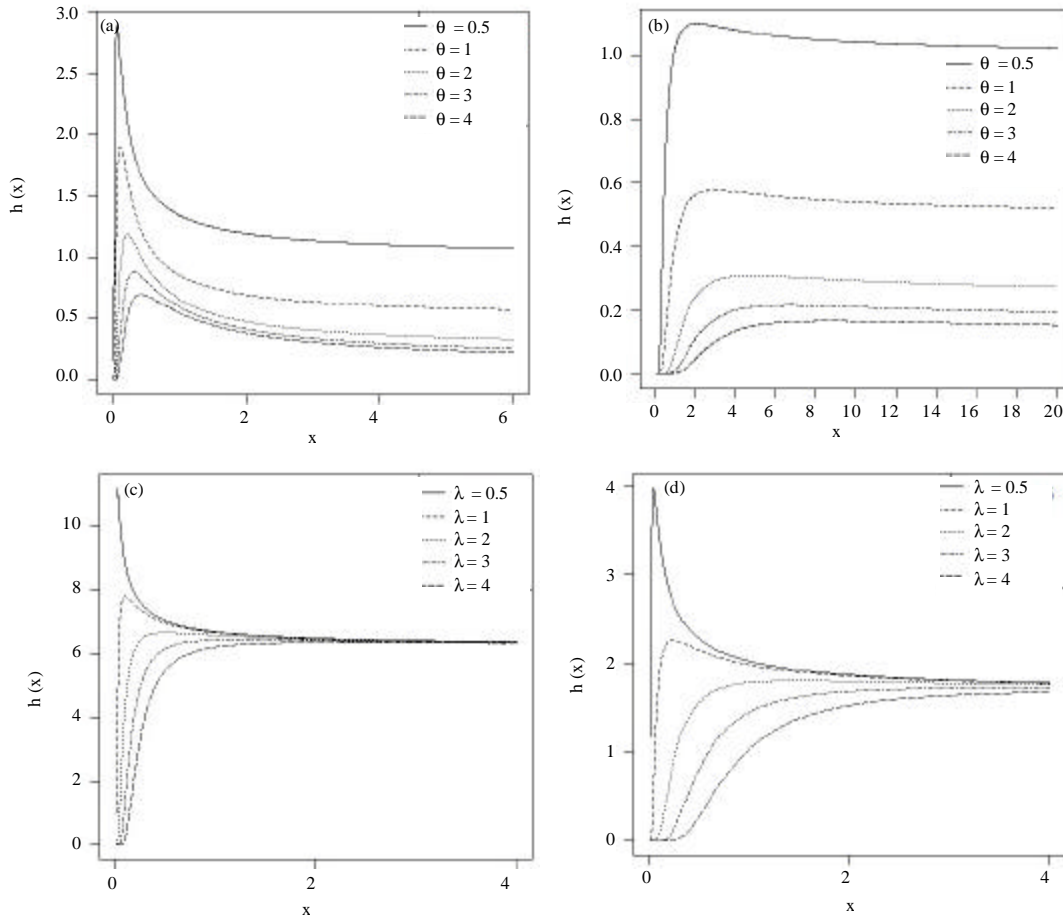 (a)
3.0
2.5
2.0
1.5
1.0
0.5
0.0
h (x)
θ = 0.5
θ = 1
θ = 2
θ = 3
θ = 4
0 2 4 6
x
(b)
1.0
0.8
0.6
0.4
0.2
0.0
h (x)
θ = 0.5
θ = 1
θ = 2
θ = 3
θ = 4
0 2 4 6 8 10 12 14 16 18 20
x
(c)
10
8
6
4
2
0
h (x)
λ = 0.5
λ = 1
λ = 2
λ = 3
λ = 4
0 2 4
x
(d)
4
3
2
1
0
h (x)
λ = 0.5
λ = 1
λ = 2
λ = 3
λ = 4
0 2 4
x